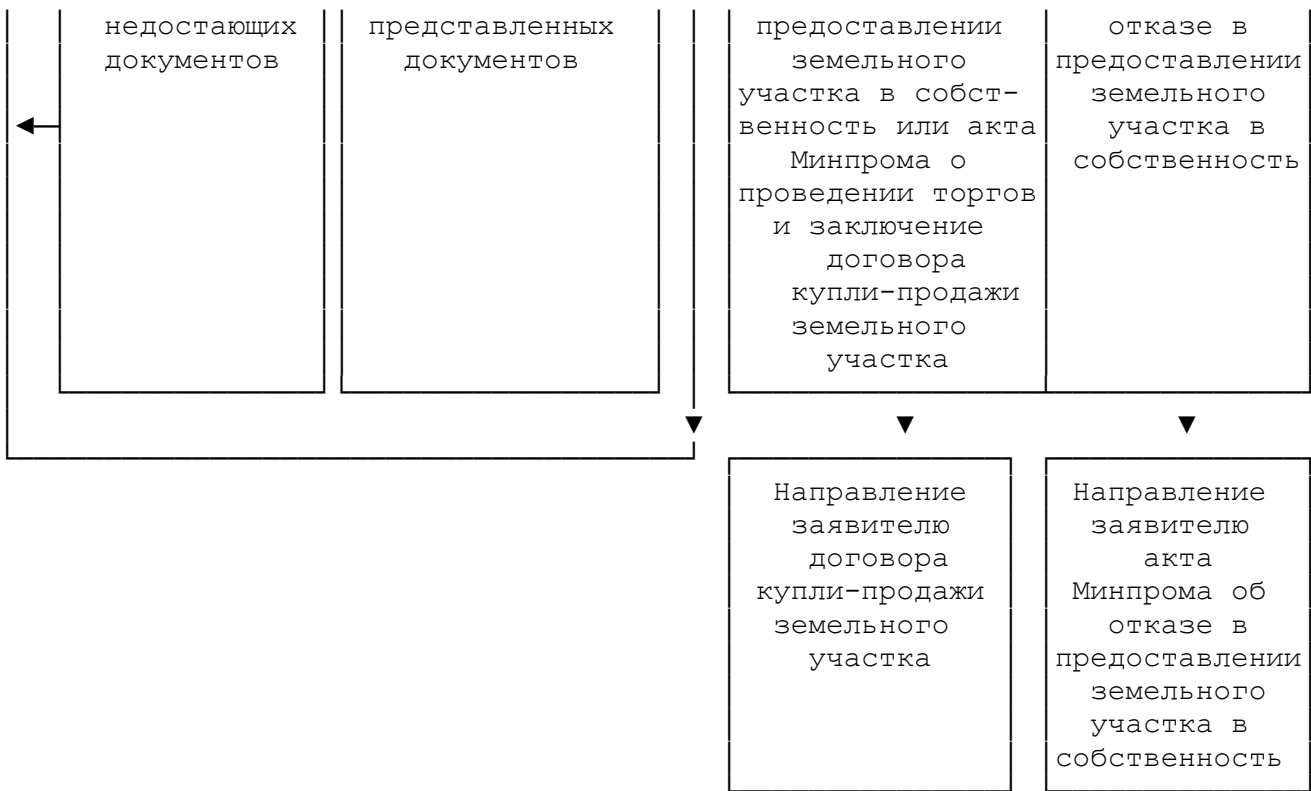 недостающих
документов
представленных
документов
предоставлении
земельного
участка в собст-
венность или акта
Минпрома о
проведении торгов
и заключение
договора
купли-продажи
земельного
участка
отказе в
предоставлении
земельного
участка в
собственность
Направление
заявителю
договора
купли-продажи
земельного
участка
Направление
заявителю
акта
Минпрома об
отказе в
предоставлении
земельного
участка в
собственность